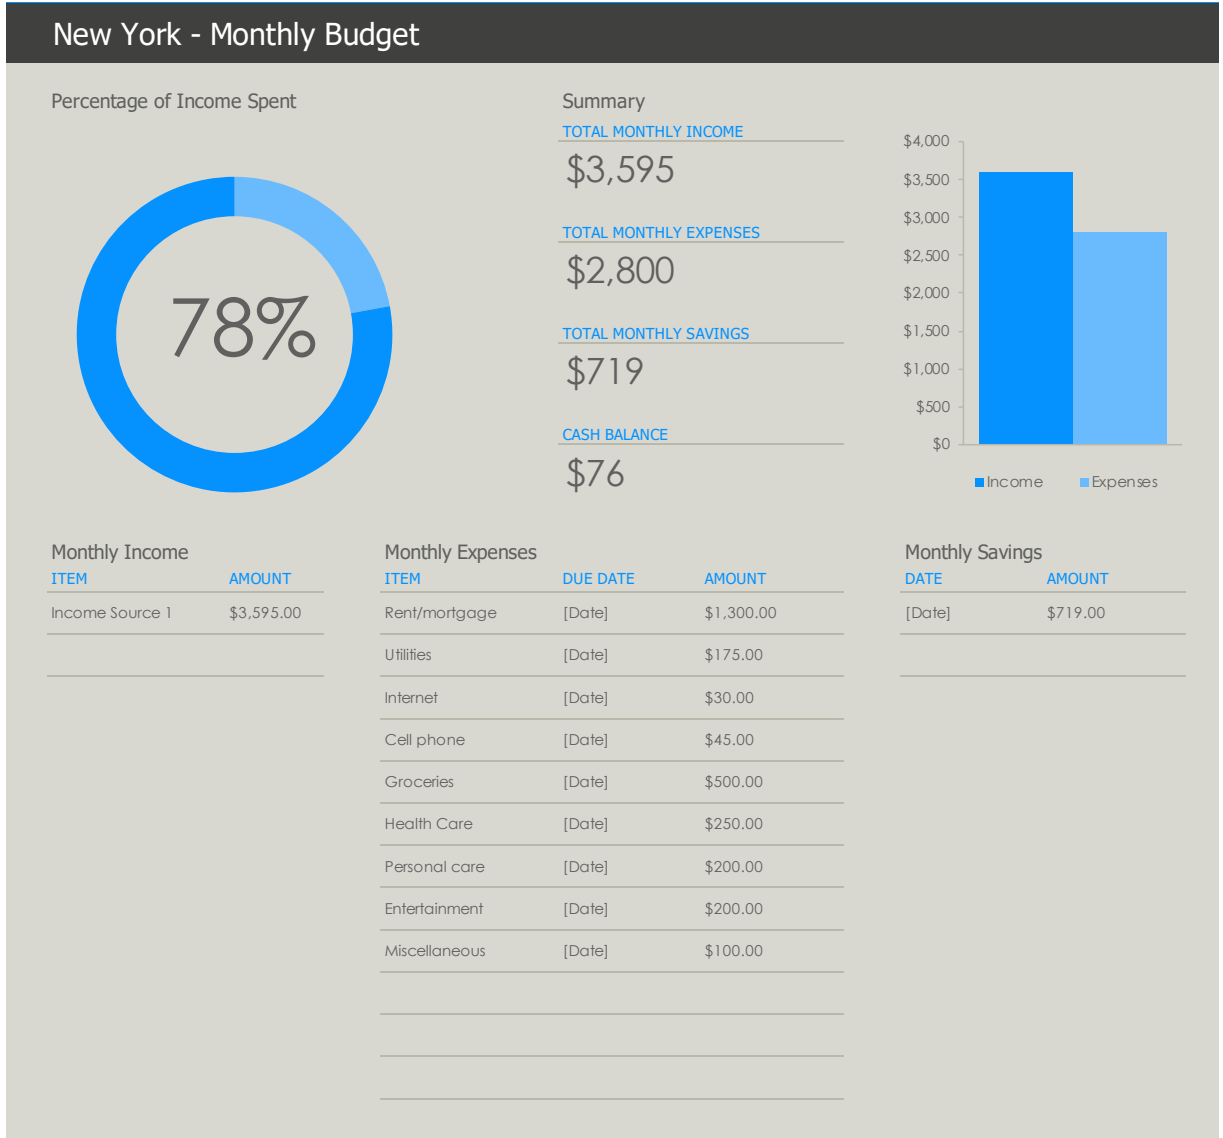 New York - Monthly Budget
Percentage of Income Spent
78%
Summary
TOTAL MONTHLY INCOME
$3,595
TOTAL MONTHLY EXPENSES
$2,800
TOTAL MONTHLY SAVINGS
$719
CASH BALANCE
$76
$4,000
$3,500
$3,000
$2,500
$2,000
$1,500
$1,000
$500
$0
Income Expenses
Monthly Income
ITEM AMOUNT
Income Source 1 $3,595.00
Monthly Expenses
ITEM DUE DATE AMOUNT
Rent/mortgage [Date] $1,300.00
Utilities [Date] $175.00
Internet [Date] $30.00
Cell phone [Date] $45.00
Groceries [Date] $500.00
Health Care [Date] $250.00
Personal care [Date] $200.00
Entertainment [Date] $200.00
Miscellaneous [Date] $100.00
Monthly Savings
DATE AMOUNT
[Date] $719.00